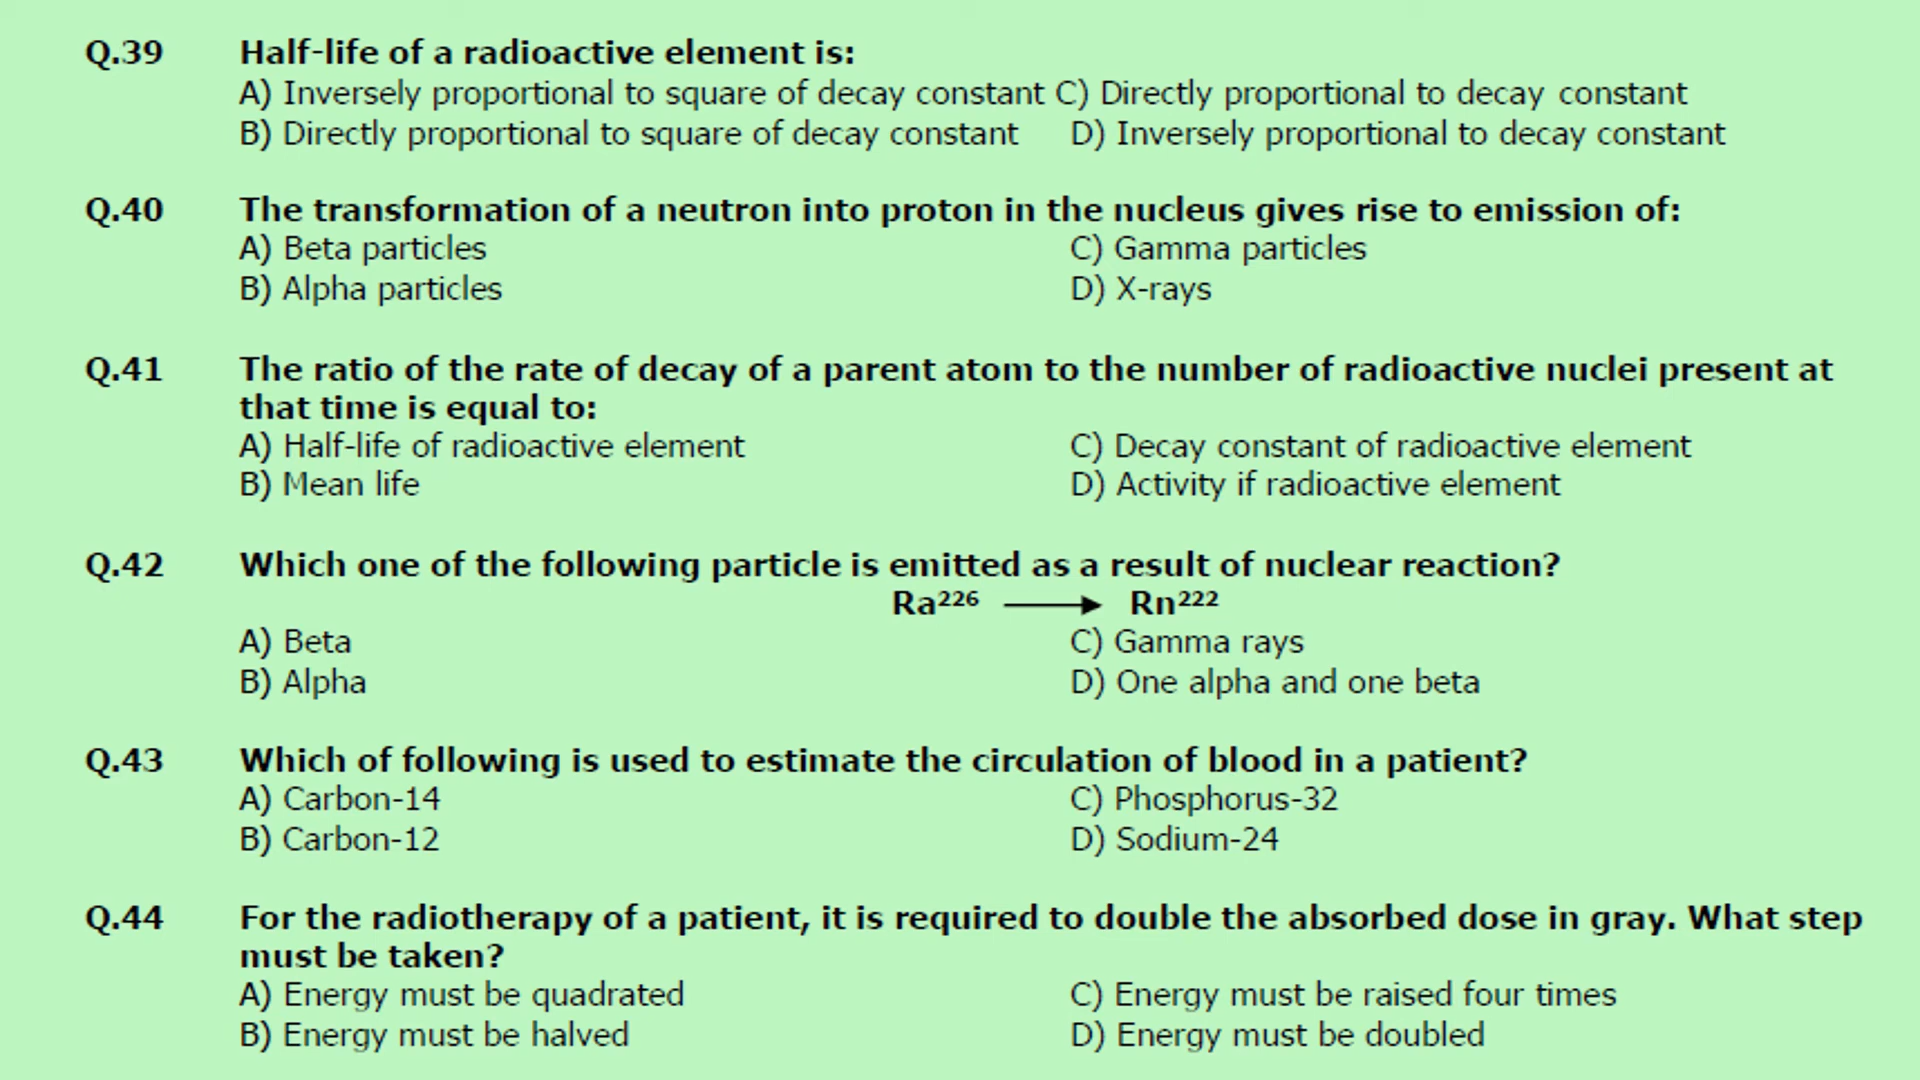 Q.39 Half-life of a radioactive element is:
A) Inversely proportional to square of decay constant C) Directly proportional to decay constant
B) Directly proportional to square of decay constant D) Inversely proportional to decay constant
Q.40 The transformation of a neutron into proton in the nucleus gives rise to emission of:
A) Beta particles C) Gamma particles
B) Alpha particles D) X-rays
Q.41 The ratio of the rate of decay of a parent atom to the number of radioactive nuclei present at
that time is equal to:
A) Half-life of radioactive element C) Decay constant of radioactive element
B) Mean life D) Activity if radioactive element
Q.42 Which one of the following particle is emitted as a result of nuclear reaction?
Ra²²⁶ ⟶ Rn²²²
A) Beta C) Gamma rays
B) Alpha D) One alpha and one beta
Q.43 Which of following is used to estimate the circulation of blood in a patient?
A) Carbon-14 C) Phosphorus-32
B) Carbon-12 D) Sodium-24
Q.44 For the radiotherapy of a patient, it is required to double the absorbed dose in gray. What step
must be taken?
A) Energy must be quadrated C) Energy must be raised four times
B) Energy must be halved D) Energy must be doubled